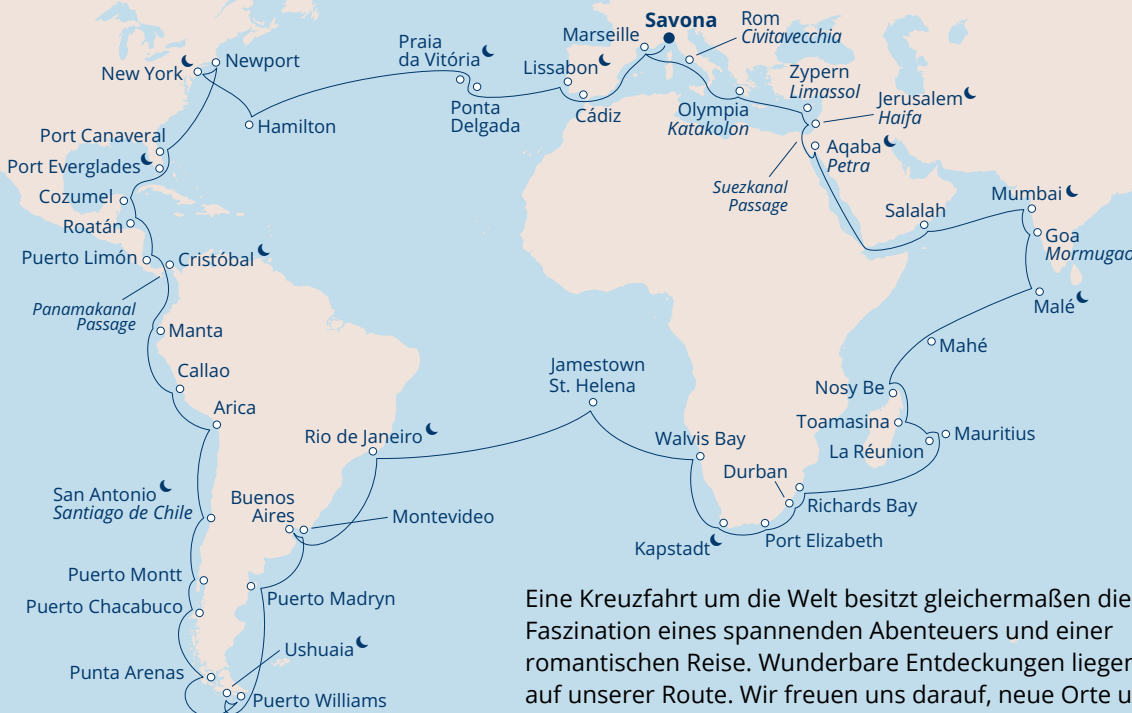 Savona
Rom
Civitavecchia
Marseille
Praia
da Vitória
Lissabon
Newport
New York
Zypern
Limassol
Jerusalem
Haifa
Ponta
Delgada
Cádiz
Olympia
Katakolon
Hamilton
Port Canaveral
Port Everglades
Aqaba
Petra
Suezkanal
Passage
Cozumel
Mumbai
Roatán
Salalah
Goa
Mormugao
Puerto Limón
Cristóbal
Panamakanal
Passage
Malé
Manta
Mahé
Callao
Jamestown
St. Helena
Nosy Be
Arica
Toamasina
Rio de Janeiro
Walvis Bay
Mauritius
La Réunion
Durban
San Antonio
Santiago de Chile
Buenos
Aires
Montevideo
Richards Bay
Kapstadt
Port Elizabeth
Puerto Montt
Puerto Chacabuco
Puerto Madryn
Ushuaia
Punta Arenas
Puerto Williams
Eine Kreuzfahrt um die Welt besitzt gleichermaßen die
Faszination eines spannenden Abenteuers und einer
romantischen Reise. Wunderbare Entdeckungen liegen
auf unserer Route. Wir freuen uns darauf, neue Orte u